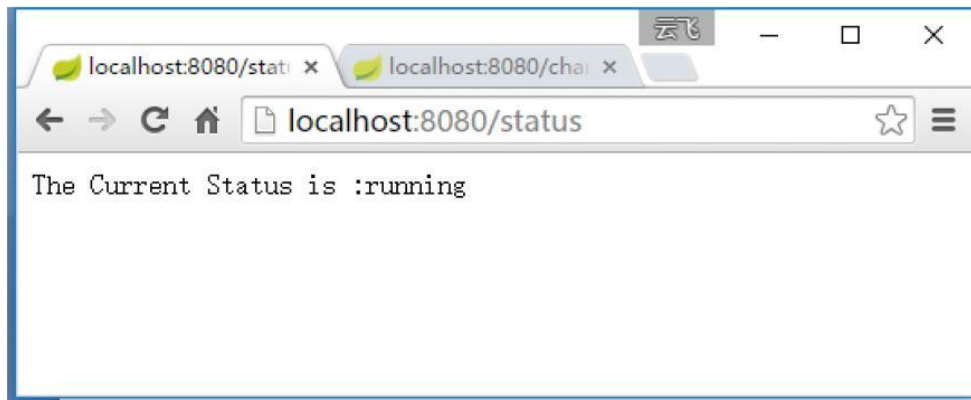 云飞
localhost:8080/stat
localhost:8080/cha
localhost:8080/status
The Current Status is :running